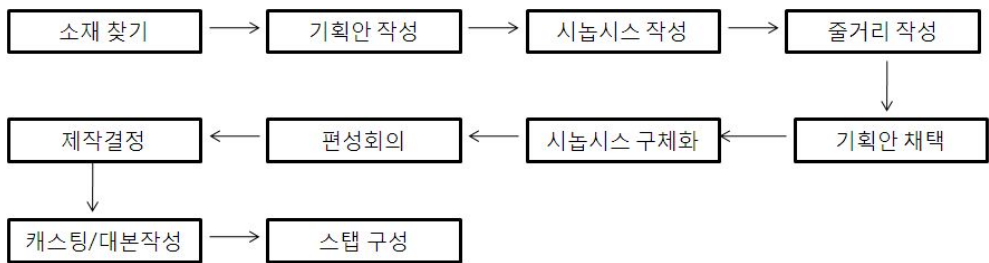 소재 찾기
기획안 작성
시놉시스 작성
줄거리 작성
기획안 채택
시놉시스 구체화
편성회의
제작결정
캐스팅/대본작성
스탭 구성